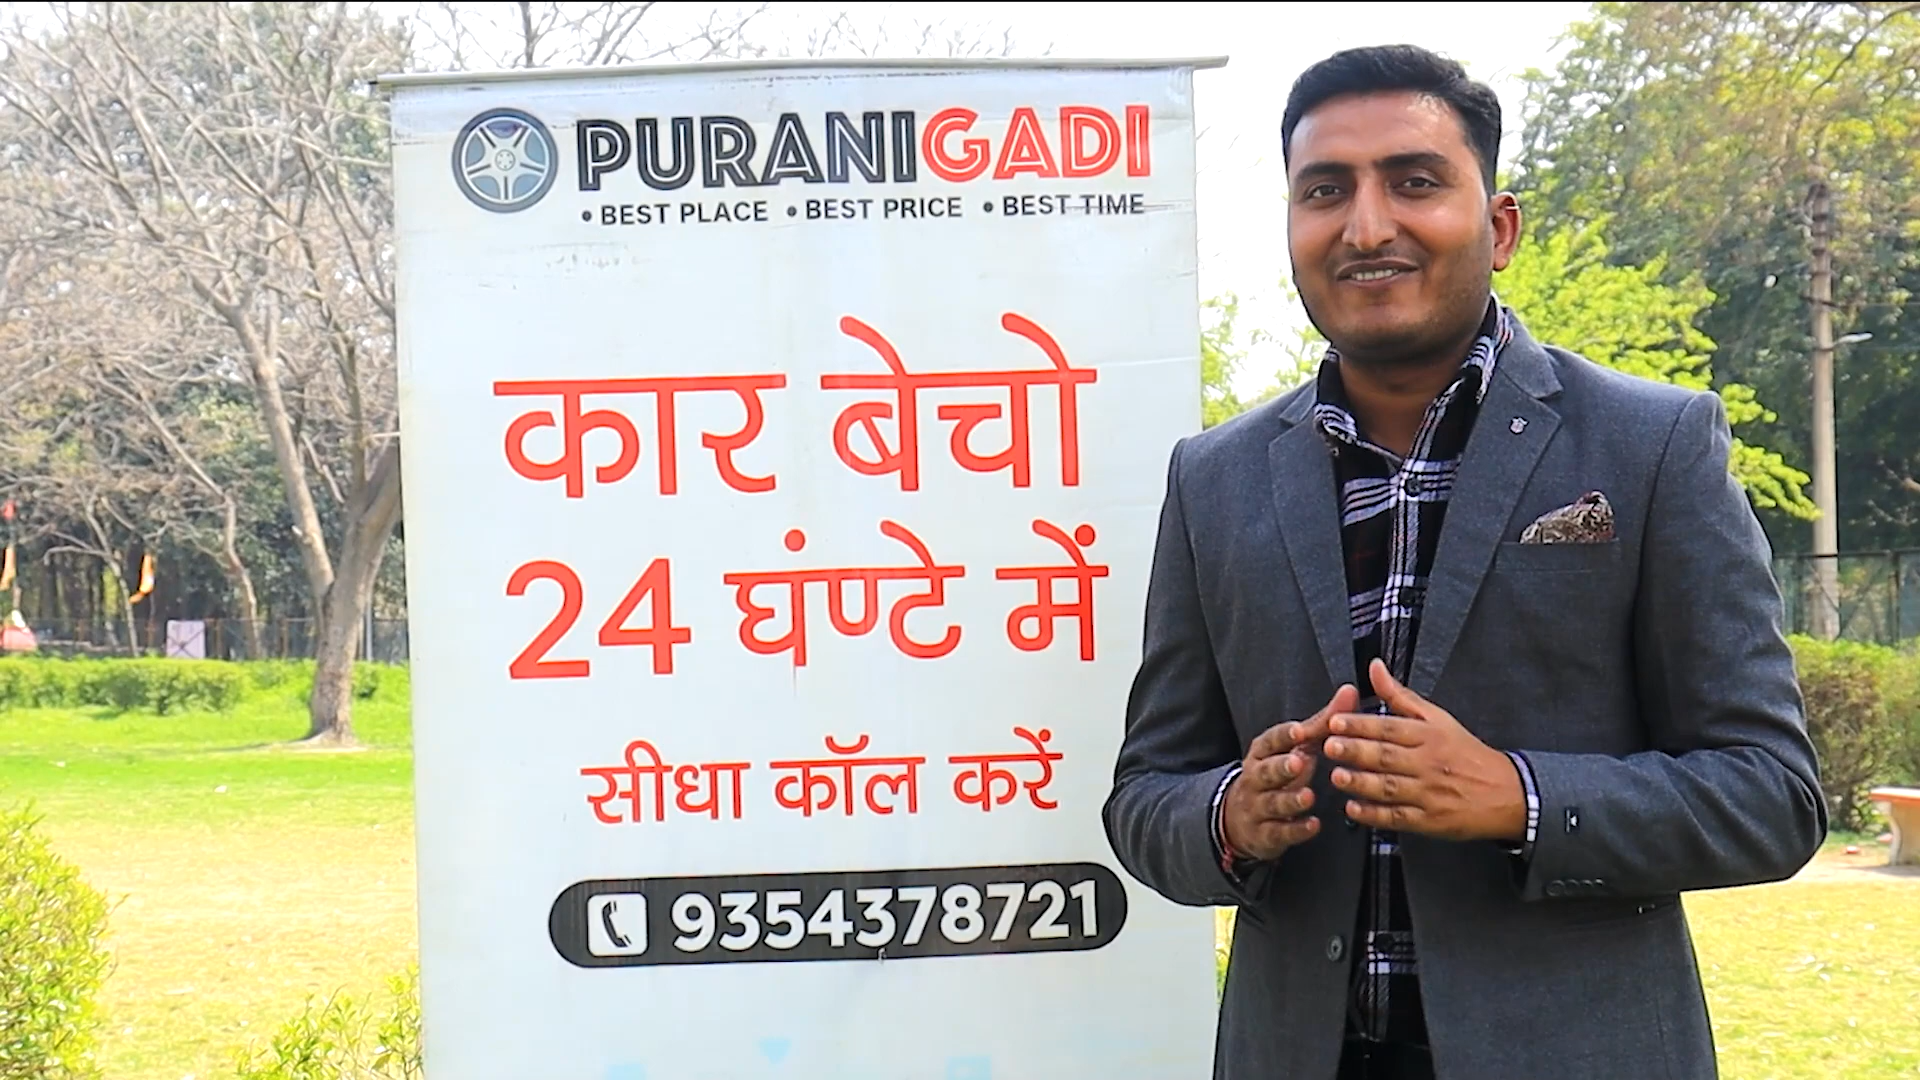 PURANIGADI
• BEST PLACE • BEST PRICE • BEST TIME
कार बेचो
24 घंण्टे में
सीधा कॉल करें
9354378721